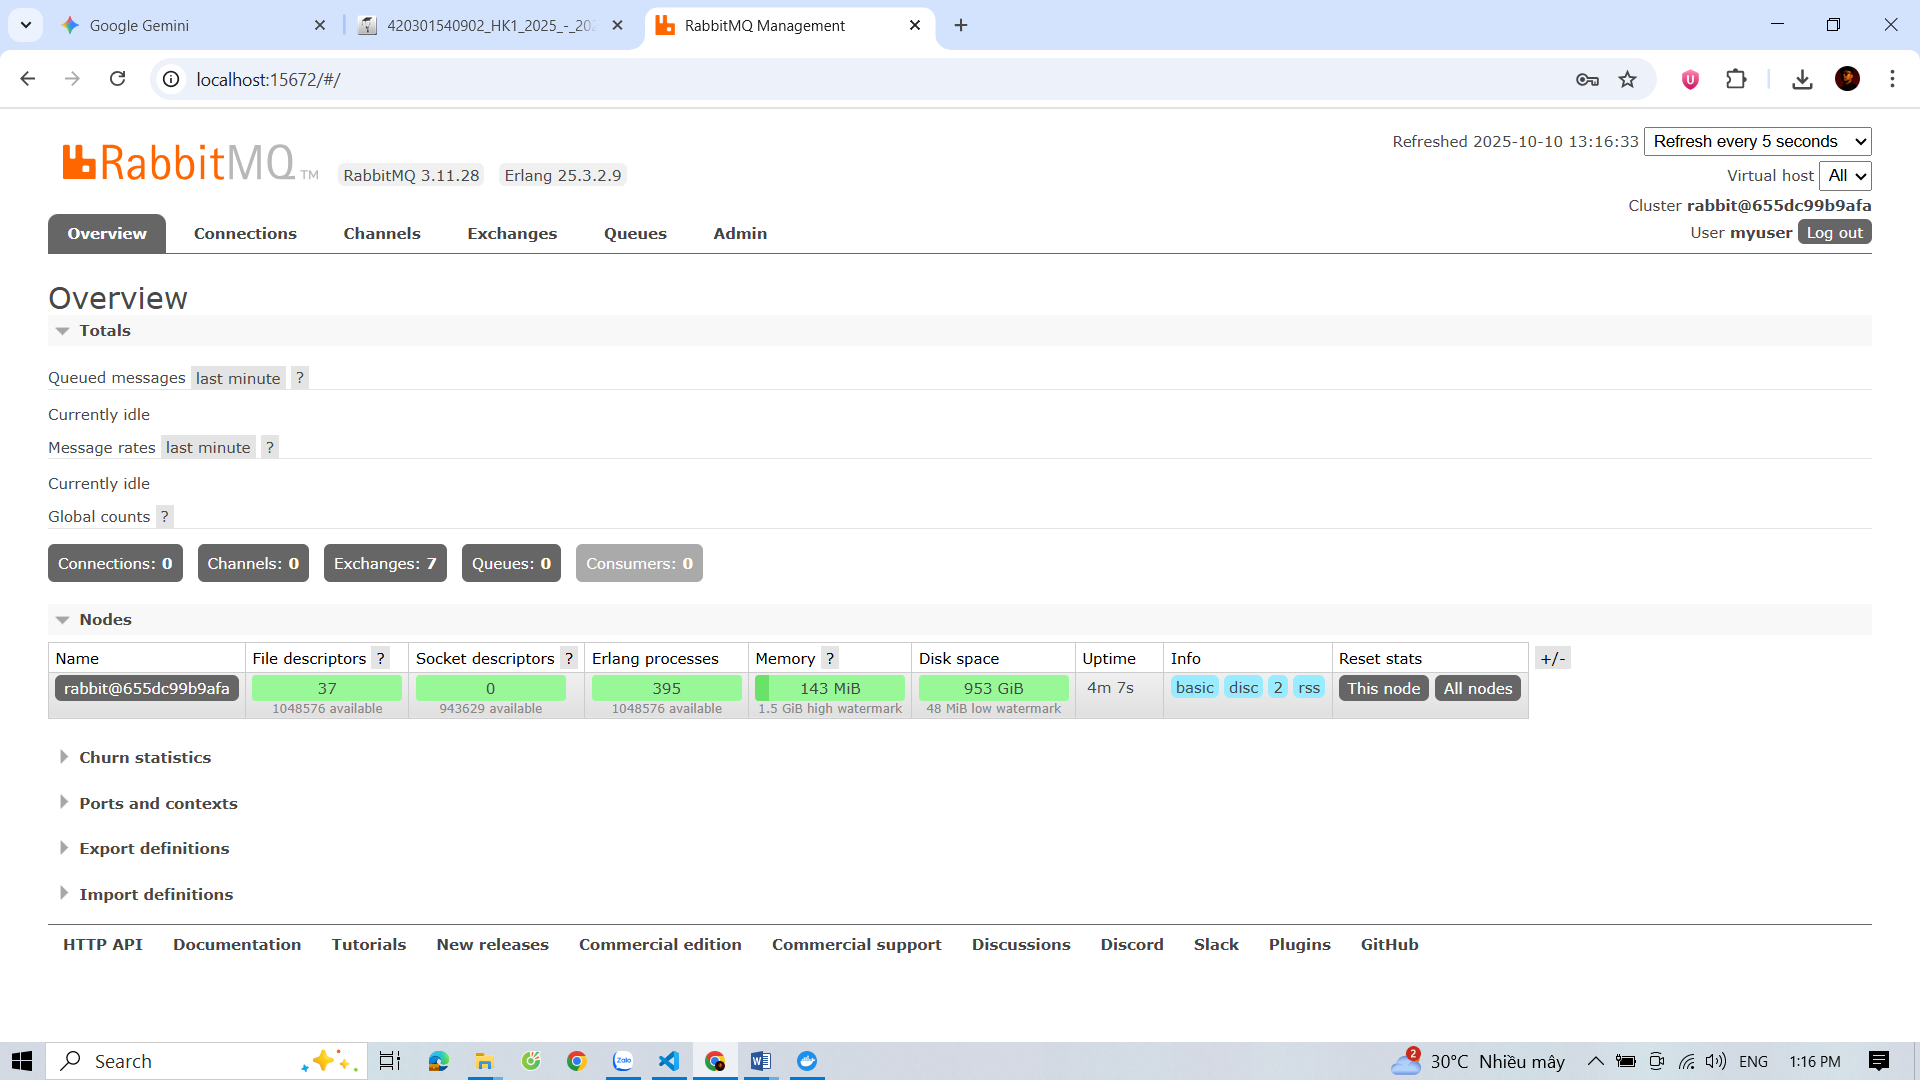 Google Gemini
420301540902_HK1_2025_-_202
RabbitMQ Management
localhost:15672/#/
RabbitMQ TM
RabbitMQ 3.11.28
Erlang 25.3.2.9
Refreshed 2025-10-10 13:16:33
Refresh every 5 seconds
Virtual host All
Cluster rabbit@655dc99b9afa
User myuser Log out
Overview Connections Channels Exchanges Queues Admin
Overview
Totals
Queued messages last minute ?
Currently idle
Message rates last minute ?
Currently idle
Global counts ?
Connections: 0 Channels: 0 Exchanges: 7 Queues: 0 Consumers: 0
Nodes
Name File descriptors ? Socket descriptors ? Erlang processes Memory ? Disk space Uptime Info Reset stats +/-
rabbit@655dc99b9afa 37 0 395 143 MiB 953 GiB 4m 7s basic disc 2 rss This node All nodes
1048576 available 943629 available 1048576 available 1.5 GiB high watermark 48 MiB low watermark
Churn statistics
Ports and contexts
Export definitions
Import definitions
HTTP API Documentation Tutorials New releases Commercial edition Commercial support Discussions Discord Slack Plugins GitHub
Search
Zalo
2
30°C Nhiều mây
ENG
1:16 PM